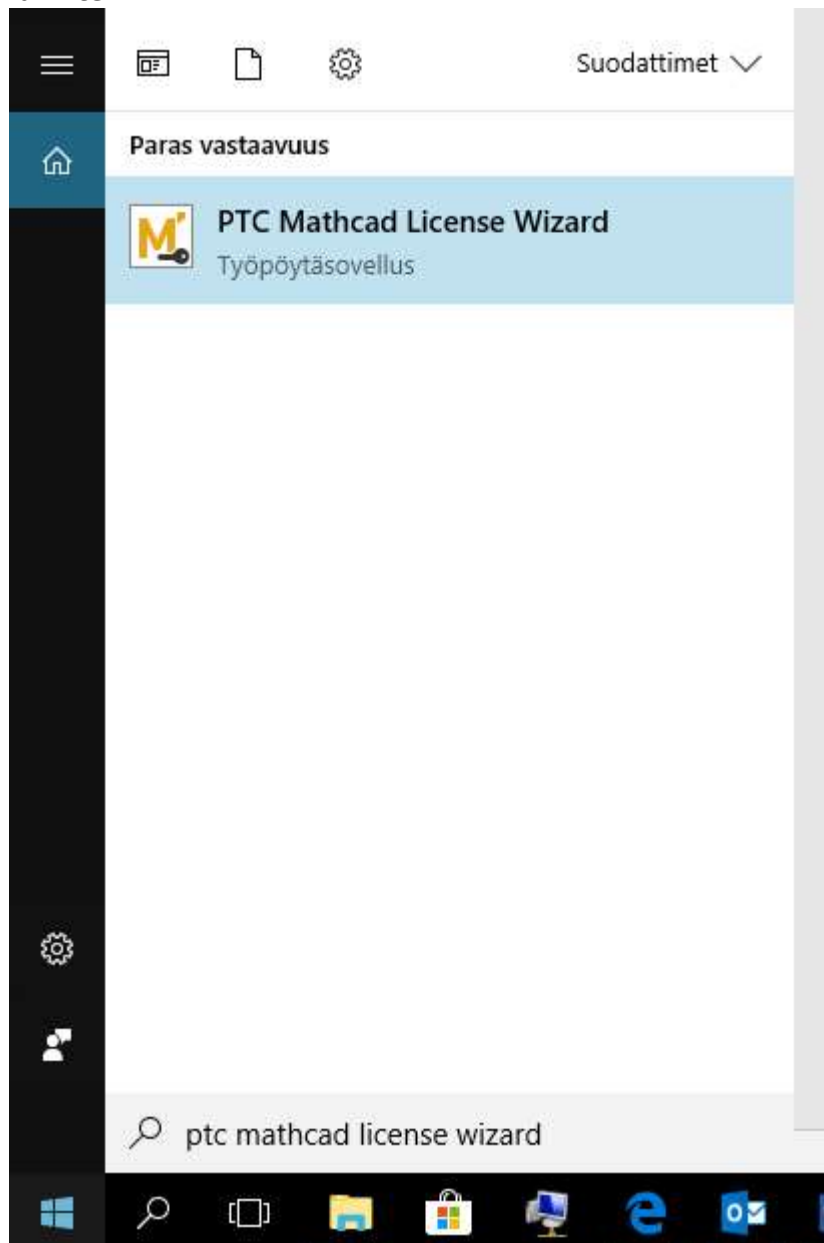 Suodattimet
Paras vastaavuus
PTC Mathcad License Wizard
Työpöytäsovellus
ptc mathcad license wizard